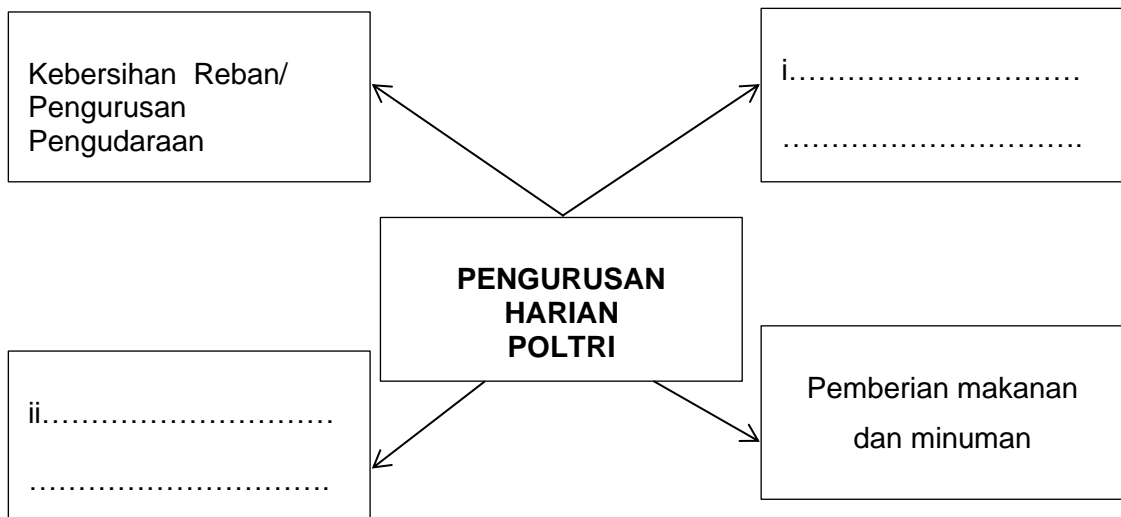 Kebersihan Reban/
Pengurusan
Pengudaraan
i…………………………
………………………….
PENGURUSAN
HARIAN
POLTRI
ii…………………………
………………………….
Pemberian makanan
dan minuman